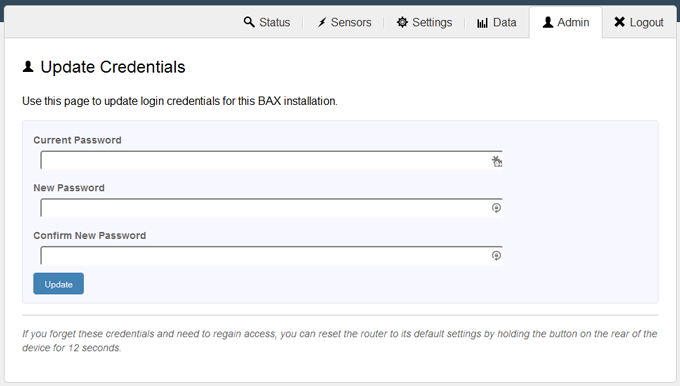 Status Sensors Settings Data Admin Logout
Update Credentials
Use this page to update login credentials for this BAX installation.
Current Password
New Password
Confirm New Password
Update
If you forget these credentials and need to regain access, you can reset the router to its default settings by holding the button on the rear of the
device for 12 seconds.